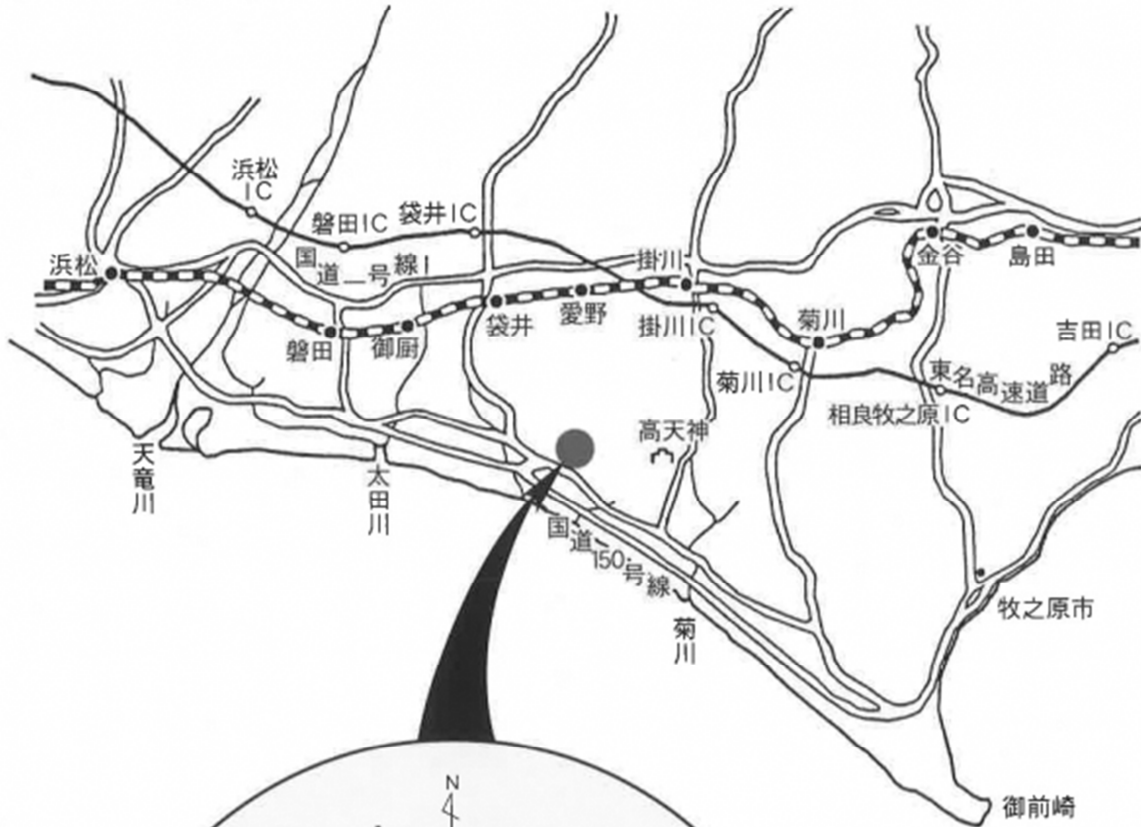 浜松IC
磐田IC
袋井IC
浜松
国道一号線
掛川
金谷
島田
磐田
御厨
袋井
愛野
掛川IC
菊川
吉田IC
菊川IC
東名高速道路
相良牧之原IC
高天神
天竜川
太田川
国道150号線
菊川
牧之原市
御前崎
N